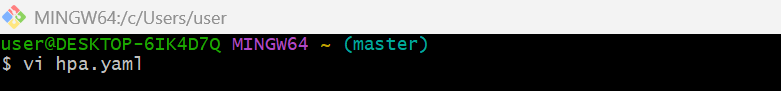 MINGW64:/c/Users/user
user@DESKTOP-6IK4D7Q MINGW64 ~ (master)
$ vi hpa.yaml